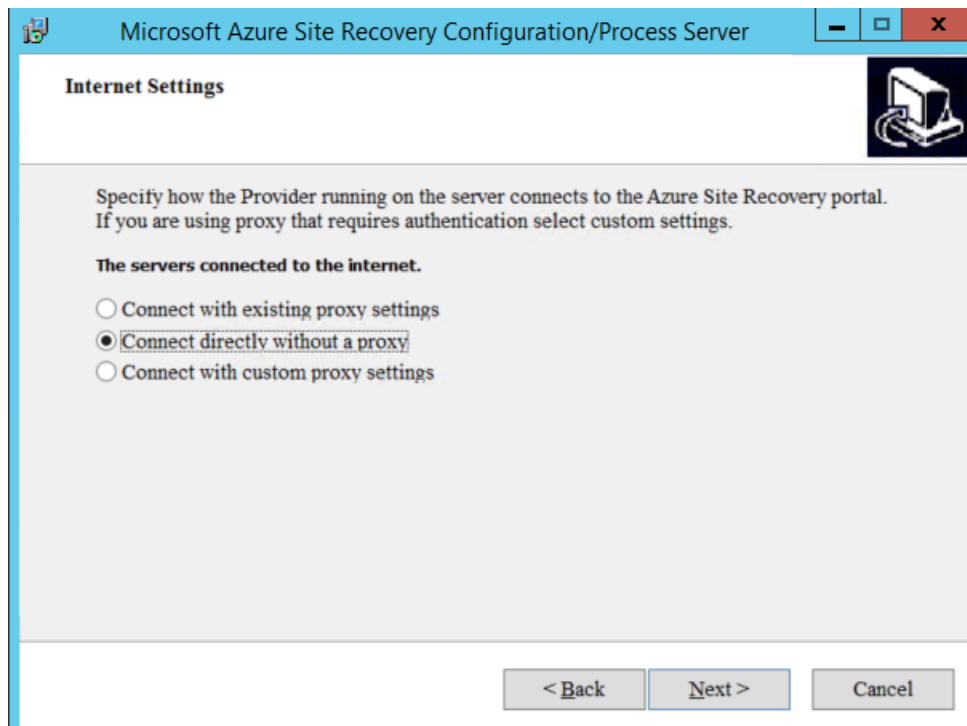 Microsoft Azure Site Recovery Configuration/Process Server
Internet Settings
Specify how the Provider running on the server connects to the Azure Site Recovery portal.
If you are using proxy that requires authentication select custom settings.
The servers connected to the internet.
Connect with existing proxy settings
Connect directly without a proxy
Connect with custom proxy settings
< Back
Next >
Cancel